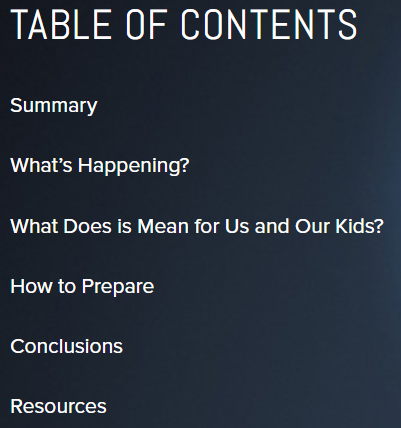 TABLE OF CONTENTS
Summary
What's Happening?
What Does is Mean for Us and Our Kids?
How to Prepare
Conclusions
Resources